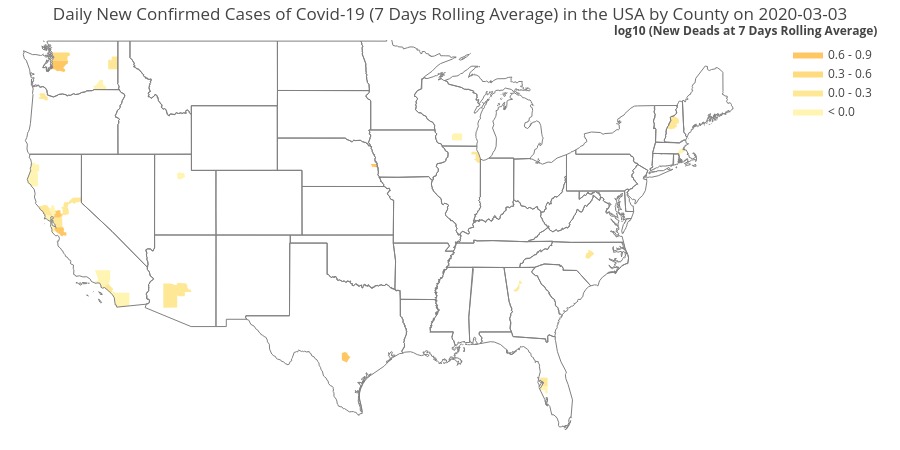 Daily New Confirmed Cases of Covid-19 (7 Days Rolling Average) in the USA by County on 2020-03-03
log10 (New Deads at 7 Days Rolling Average)
0.6 - 0.9
0.3 - 0.6
0.0 - 0.3
< 0.0